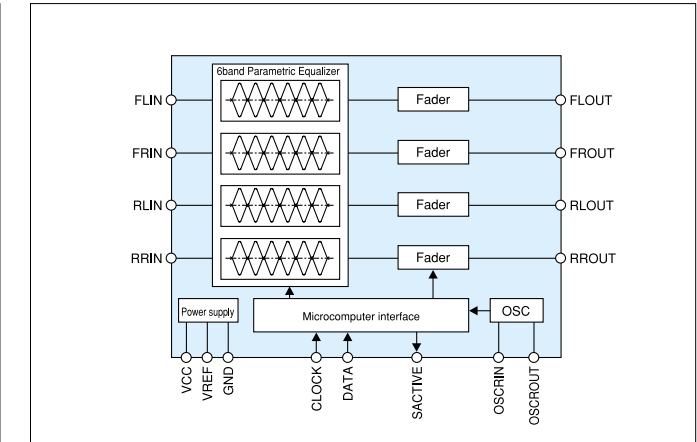 6band Parametric Equalizer
FLIN Fader FLOUT
FRIN Fader FROUT
RLIN Fader RLOUT
RRIN Fader RROUT
Power supply Microcomputer interface OSC
VCC VREF GND CLOCK DATA SACTIVE OSCRIN OSCROUT